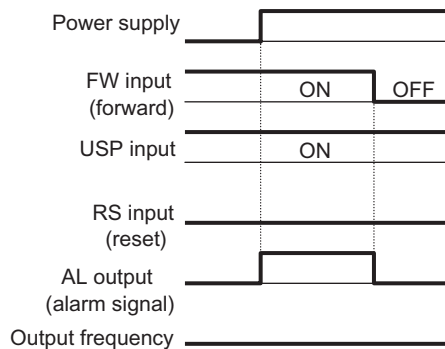 Power supply
FW input
(forward)
ON
OFF
USP input
ON
RS input
(reset)
AL output
(alarm signal)
Output frequency